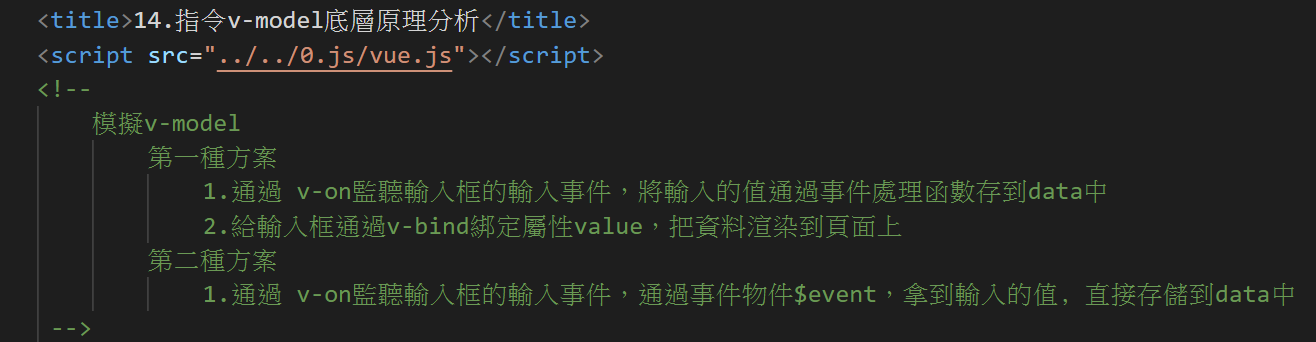 <title>14.指令v-model底層原理分析</title>
<script src="../../0.js/vue.js"></script>
<!--
模擬v-model
第一種方案
1.通過 v-on監聽輸入框的輸入事件，將輸入的值通過事件處理函數存到data中
2.給輸入框通過v-bind綁定屬性value，把資料渲染到頁面上
第二種方案
1.通過 v-on監聽輸入框的輸入事件，通過事件物件$event，拿到輸入的值, 直接存儲到data中
-->